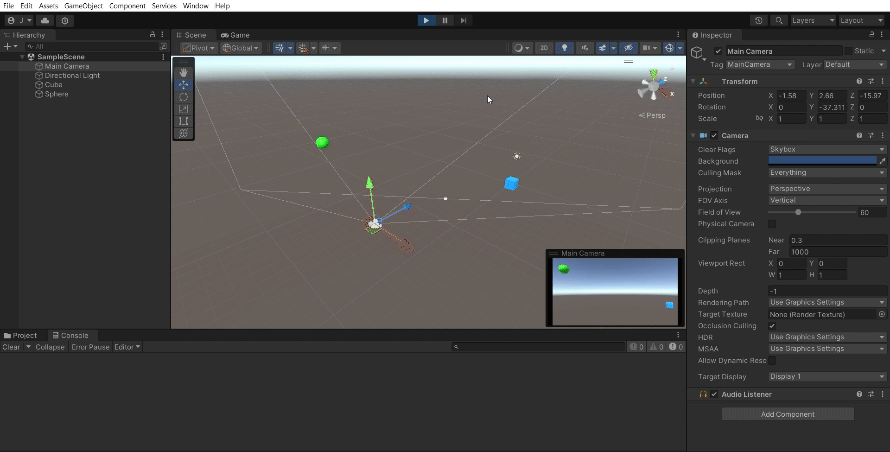 File Edit Assets GameObject Component Services Window Help
J
Layers Layout
Hierarchy
All
SampleScene
Main Camera
Directional Light
Cube
Sphere
Scene Game
Pivot Global 2D
Persp
Main Camera
Project Console
Clear Collapse Error Pause Editor 0 0 0
Inspector
Main Camera Static
Tag MainCamera Layer Default
Transform
Position X -1.58 Y 2.66 Z -15.97
Rotation X 0 Y -37.311 Z 0
Scale X 1 Y 1 Z 1
Camera
Clear Flags Skybox
Background
Culling Mask Everything
Projection Perspective
FOV Axis Vertical
Field of View 60
Physical Camera
Clipping Planes Near 0.3
Far 1000
Viewport Rect X 0 Y 0
W 1 H 1
Depth -1
Rendering Path Use Graphics Settings
Target Texture None (Render Texture)
Occlusion Culling
HDR Use Graphics Settings
MSAA Use Graphics Settings
Allow Dynamic Reso
Target Display Display 1
Audio Listener
Add Component